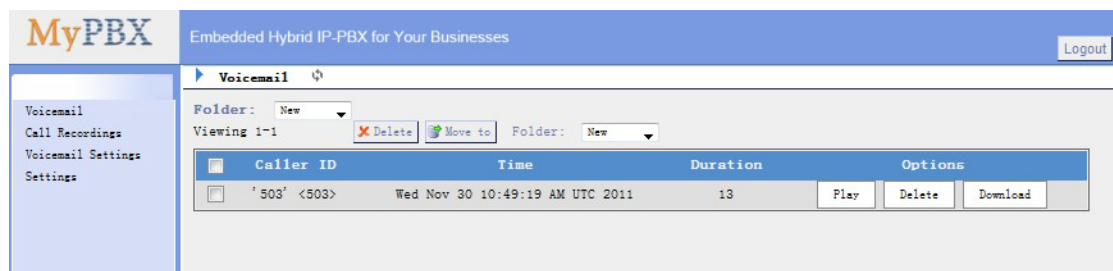 MyPBX
Embedded Hybrid IP-PBX for Your Businesses
Logout
Voicemail
Call Recordings
Voicemail Settings
Settings
Voicemail
Folder: New
Viewing 1-1 Delete Move to Folder: New
Caller ID Time Duration Options
'503' <503> Wed Nov 30 10:49:19 AM UTC 2011 13 Play Delete Download